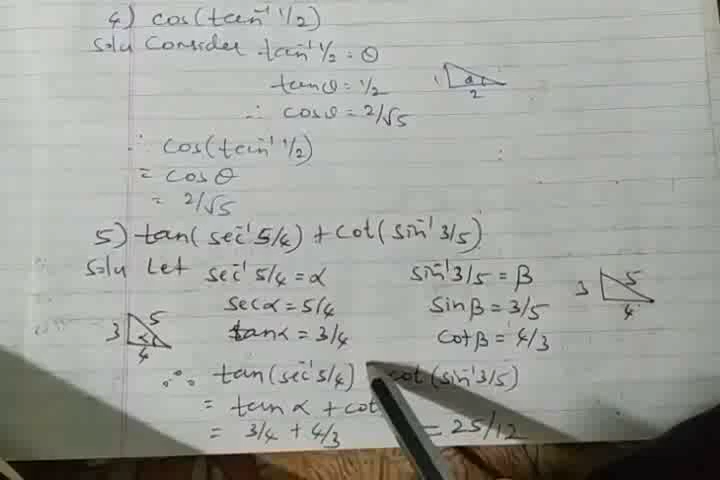 4) cos(tan⁻¹ 1/2)
Solu Consider tan⁻¹ 1/2 = θ
tanθ = 1/2
1 θ 2
∴ cosθ = 2/√5
∴ cos(tan⁻¹ 1/2)
= cosθ
= 2/√5
5) tan(sec⁻¹ 5/4) + cot(sin⁻¹ 3/5)
Solu Let sec⁻¹ 5/4 = α sin⁻¹ 3/5 = β 3 5 4
secα = 5/4 sinβ = 3/5
3 5 α 4 tanα = 3/4 cotβ = 4/3
∴ tan(sec⁻¹ 5/4) cot(sin⁻¹ 3/5)
= tanα + cot
= 3/4 + 4/3 = 25/12